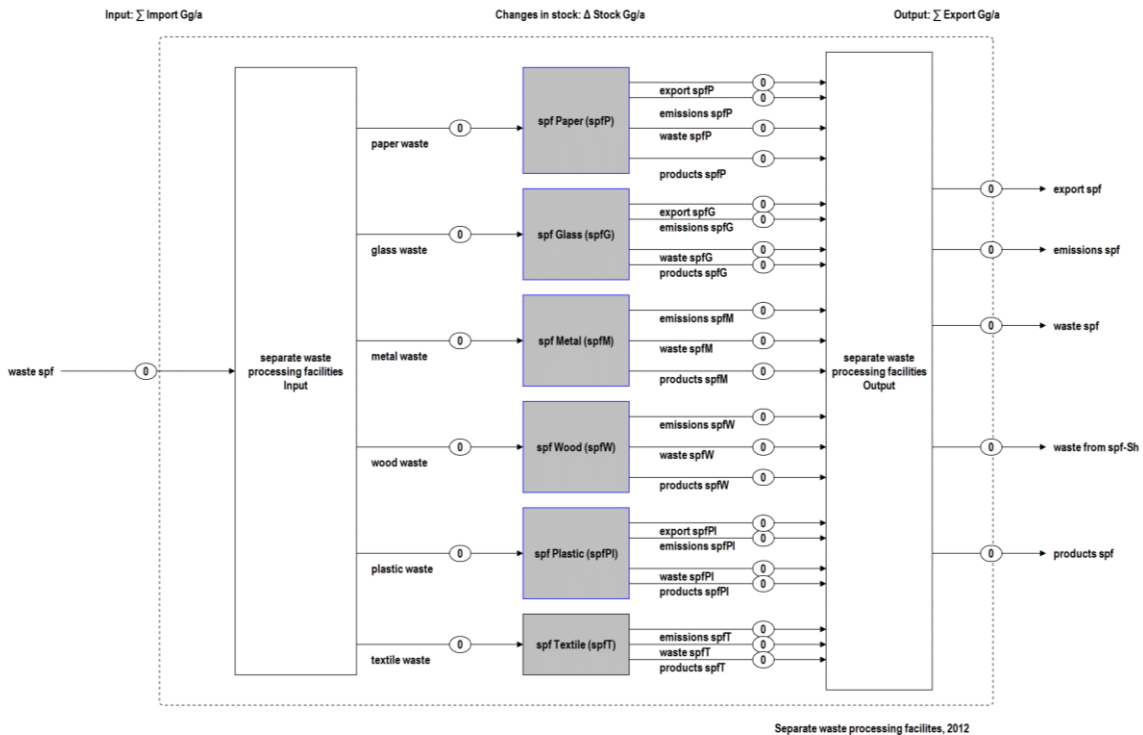 Input: ∑ Import Gg/a
Changes in stock: Δ Stock Gg/a
Output: ∑ Export Gg/a
waste spf
0
separate waste
processing facilities
Input
paper waste
0
glass waste
0
metal waste
0
wood waste
0
plastic waste
0
textile waste
0
spf Paper (spfP)
export spfP
0
0
emissions spfP
waste spfP
0
products spfP
0
spf Glass (spfG)
export spfG
0
emissions spfG
0
waste spfG
0
products spfG
0
spf Metal (spfM)
emissions spfM
0
waste spfM
0
products spfM
0
spf Wood (spfW)
emissions spfW
0
waste spfW
0
products spfW
0
spf Plastic (spfPl)
export spfPl
0
emissions spfPl
0
waste spfPl
0
products spfPl
0
spf Textile (spfT)
emissions spfT
0
waste spfT
0
products spfT
0
separate waste
processing facilities
Output
0
export spf
0
emissions spf
0
waste spf
0
waste from spf-Sh
0
products spf
Separate waste processing facilites, 2012